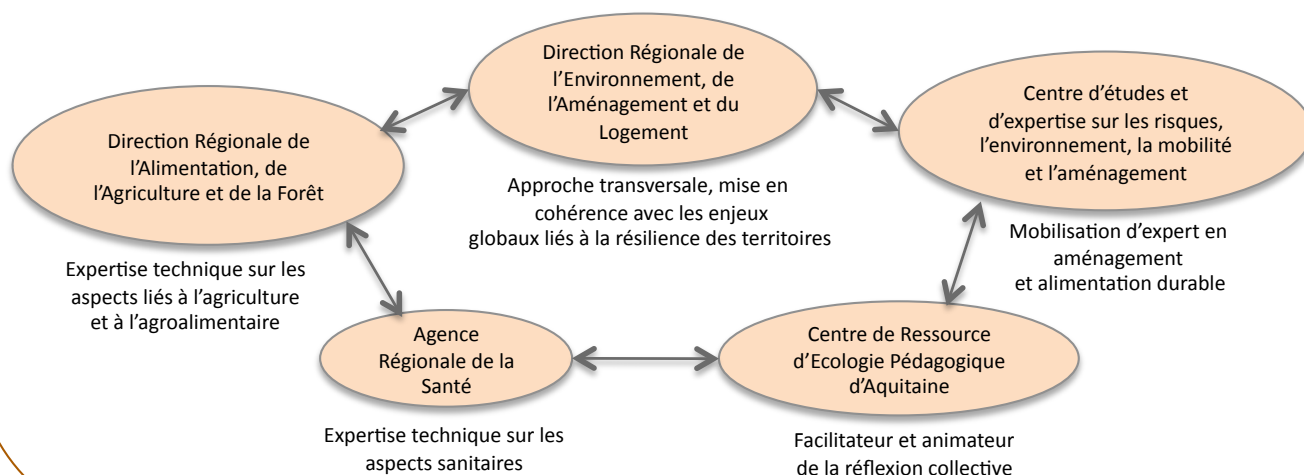 Direction Régionale de
l'Environnement, de
l'Aménagement et du
Logement
Approche transversale, mise en
cohérence avec les enjeux
globaux liés à la résilience des territoires
Direction Régionale de
l'Alimentation, de
l'Agriculture et de la Forêt
Expertise technique sur les
aspects liés à l'agriculture
et à l'agroalimentaire
Centre d'études et
d'expertise sur les risques,
l'environnement, la mobilité
et l'aménagement
Mobilisation d'expert en
aménagement
et alimentation durable
Agence
Régionale de la
Santé
Expertise technique sur les
aspects sanitaires
Centre de Ressource
d'Ecologie Pédagogique
d'Aquitaine
Facilitateur et animateur
de la réflexion collective